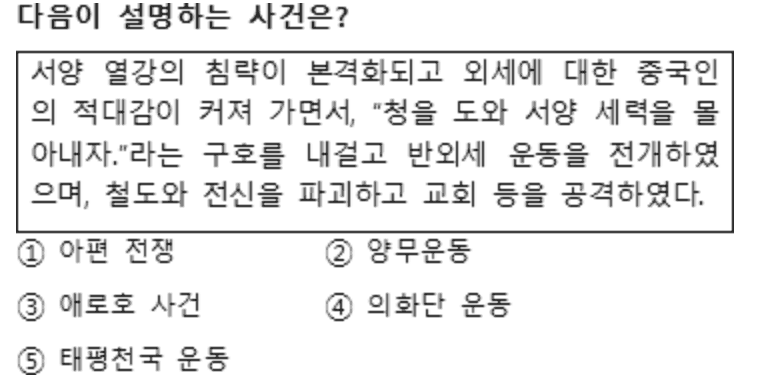 다음이 설명하는 사건은?
서양 열강의 침략이 본격화되고 외세에 대한 중국인
의 적대감이 커져 가면서, "청을 도와 서양 세력을 몰
아내자."라는 구호를 내걸고 반외세 운동을 전개하였
으며, 철도와 전신을 파괴하고 교회 등을 공격하였다.
① 아편 전쟁 ② 양무운동
③ 애로호 사건 ④ 의화단 운동
⑤ 태평천국 운동